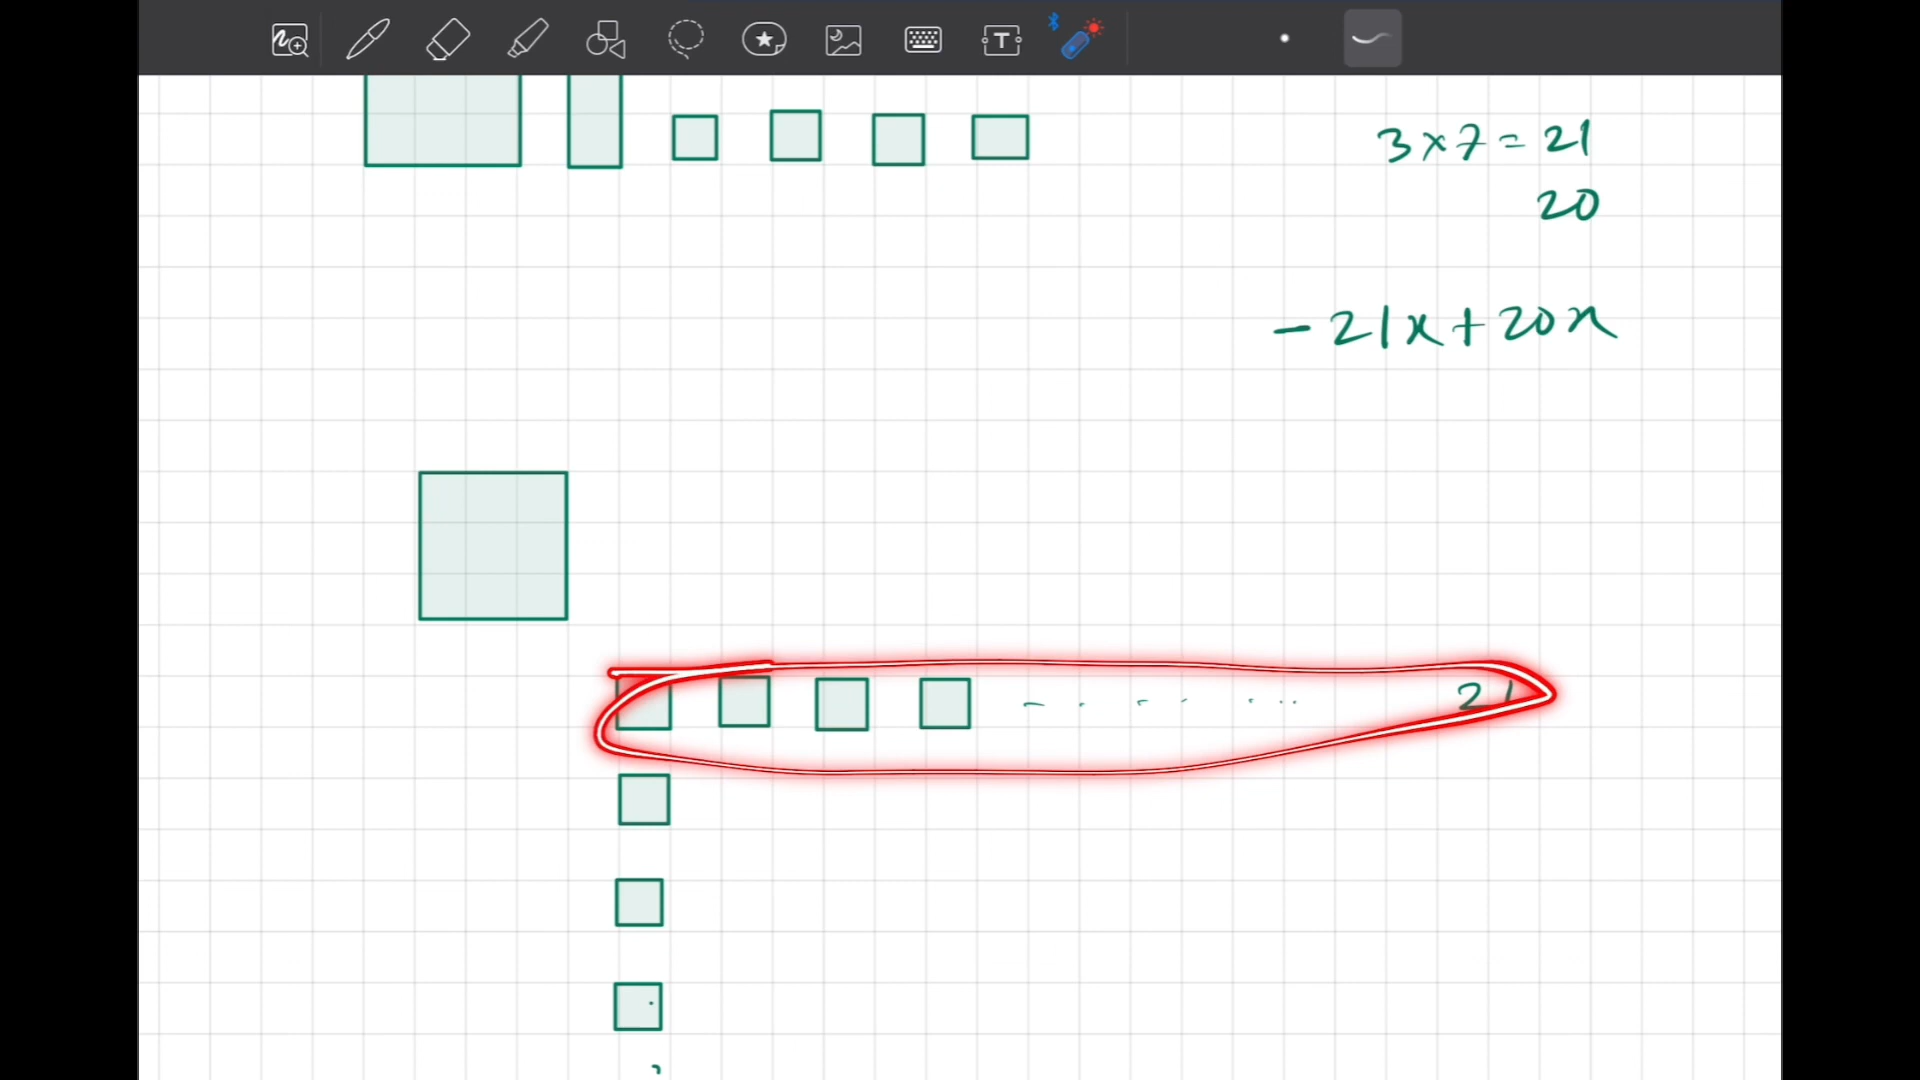 3 x 7 = 21
20
- 21x + 20x
21